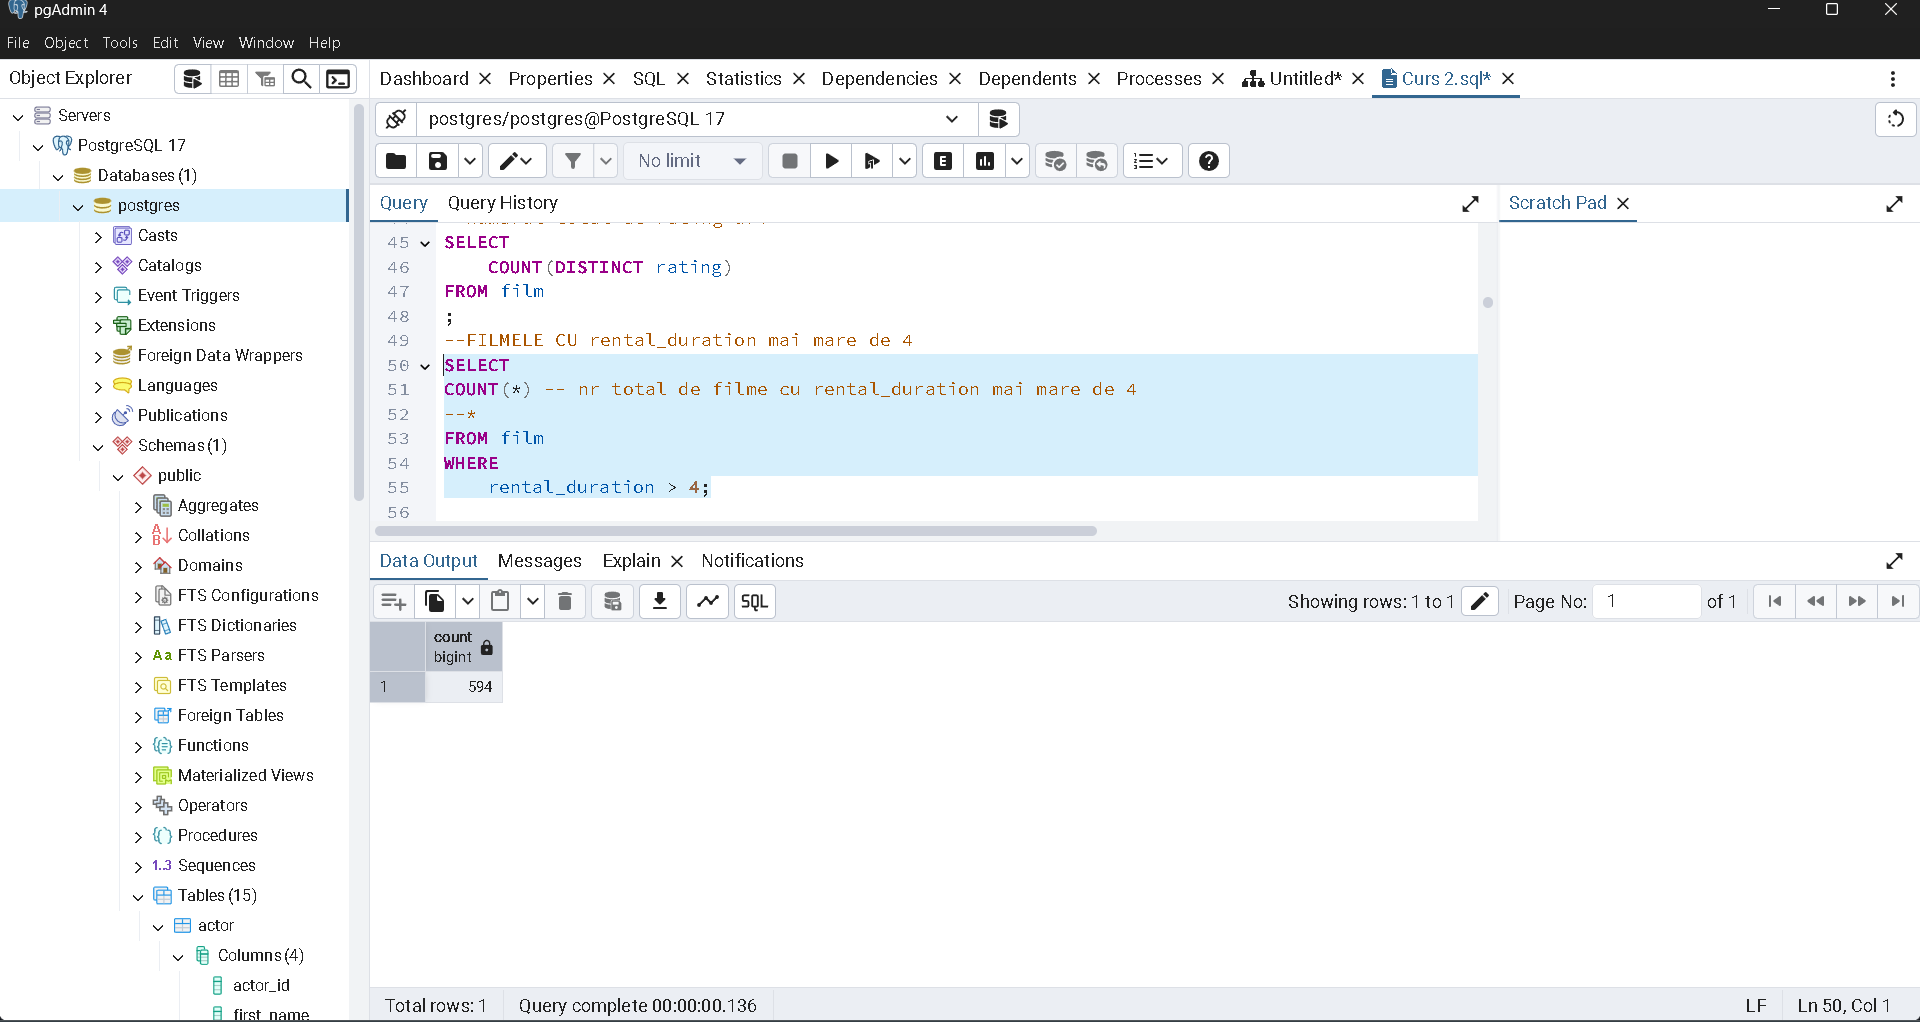 pgAdmin 4
File Object Tools Edit View Window Help
Object Explorer
Dashboard Properties SQL Statistics Dependencies Dependents Processes Untitled* Curs 2.sql*
Servers
PostgreSQL 17
Databases (1)
postgres
Casts
Catalogs
Event Triggers
Extensions
Foreign Data Wrappers
Languages
Publications
Schemas (1)
public
Aggregates
Collations
Domains
FTS Configurations
FTS Dictionaries
FTS Parsers
FTS Templates
Foreign Tables
Functions
Materialized Views
Operators
Procedures
1.3 Sequences
Tables (15)
actor
Columns (4)
actor_id
first_name
postgres/postgres@PostgreSQL 17
No limit
Query Query History
Scratch Pad
45 SELECT
46 COUNT(DISTINCT rating)
47 FROM film
48 ;
49 --FILMELE CU rental_duration mai mare de 4
50 SELECT
51 COUNT(*) -- nr total de filme cu rental_duration mai mare de 4
52 --*
53 FROM film
54 WHERE
55 rental_duration > 4;
56
Data Output Messages Explain Notifications
SQL
Showing rows: 1 to 1 Page No: 1 of 1
count
bigint
1 594
Total rows: 1 Query complete 00:00:00.136 LF Ln 50, Col 1